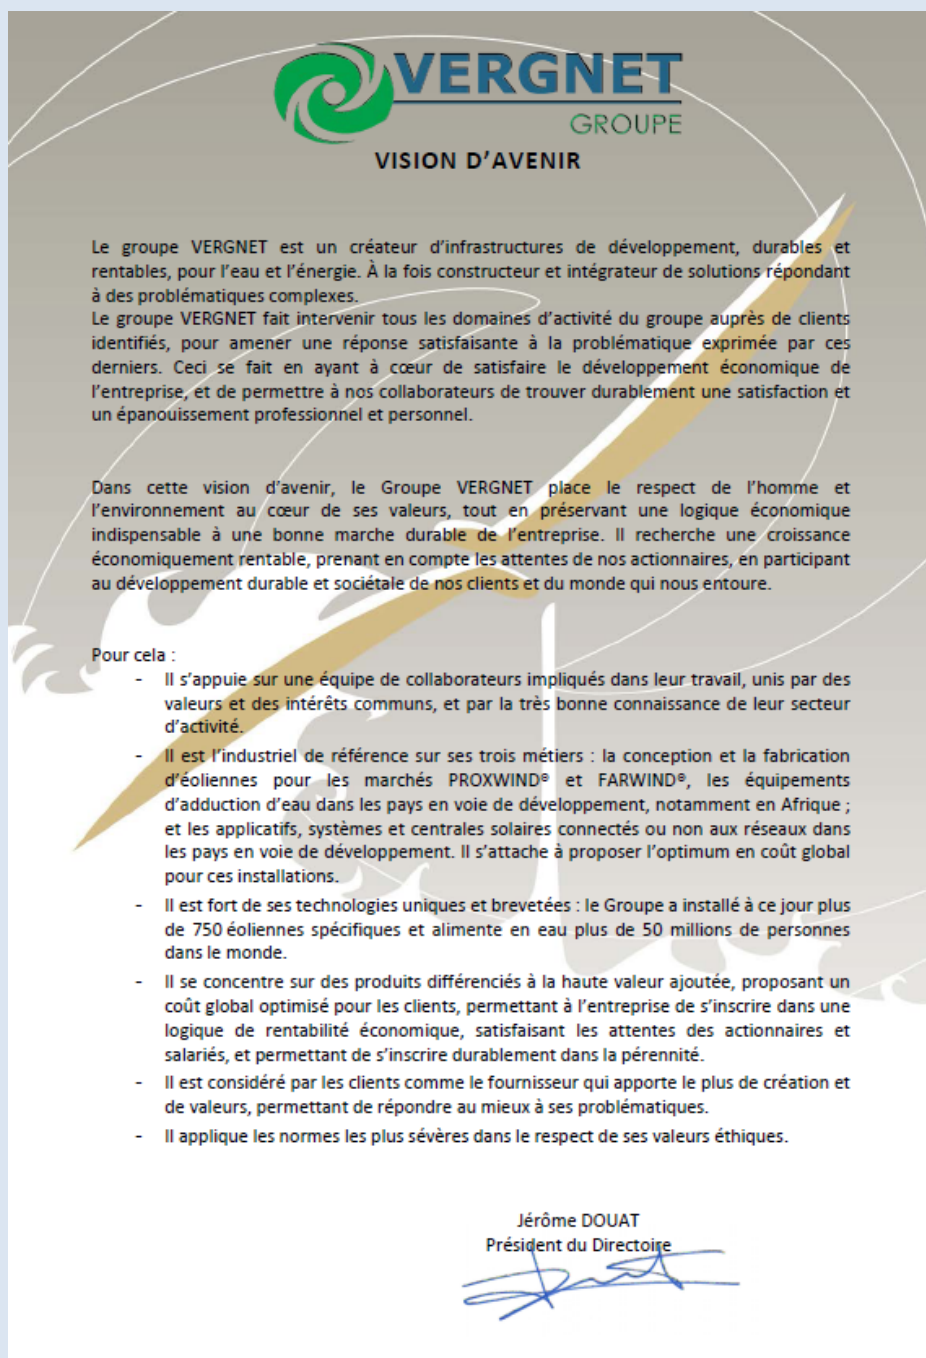 VERGNET
GROUPE
VISION D’AVENIR
Le groupe VERGNET est un créateur d’infrastructures de développement, durables et
rentables, pour l’eau et l’énergie. À la fois constructeur et intégrateur de solutions répondant
à des problématiques complexes.
Le groupe VERGNET fait intervenir tous les domaines d’activité du groupe auprès de clients
identifiés, pour amener une réponse satisfaisante à la problématique exprimée par ces
derniers. Ceci se fait en ayant à cœur de satisfaire le développement économique de
l’entreprise, et de permettre à nos collaborateurs de trouver durablement une satisfaction et
un épanouissement professionnel et personnel.
Dans cette vision d’avenir, le Groupe VERGNET place le respect de l’homme et
l’environnement au cœur de ses valeurs, tout en préservant une logique économique
indispensable à une bonne marche durable de l’entreprise. Il recherche une croissance
économiquement rentable, prenant en compte les attentes de nos actionnaires, en participant
au développement durable et sociétale de nos clients et du monde qui nous entoure.
Pour cela :
- Il s’appuie sur une équipe de collaborateurs impliqués dans leur travail, unis par des
valeurs et des intérêts communs, et par la très bonne connaissance de leur secteur
d’activité.
- Il est l’industriel de référence sur ses trois métiers : la conception et la fabrication
d’éoliennes pour les marchés PROXWIND® et FARWIND®, les équipements
d’adduction d’eau dans les pays en voie de développement, notamment en Afrique ;
et les applicatifs, systèmes et centrales solaires connectés ou non aux réseaux dans
les pays en voie de développement. Il s’attache à proposer l’optimum en coût global
pour ces installations.
- Il est fort de ses technologies uniques et brevetées : le Groupe a installé à ce jour plus
de 750 éoliennes spécifiques et alimente en eau plus de 50 millions de personnes
dans le monde.
- Il se concentre sur des produits différenciés à la haute valeur ajoutée, proposant un
coût global optimisé pour les clients, permettant à l’entreprise de s’inscrire dans une
logique de rentabilité économique, satisfaisant les attentes des actionnaires et
salariés, et permettant de s’inscrire durablement dans la pérennité.
- Il est considéré par les clients comme le fournisseur qui apporte le plus de création et
de valeurs, permettant de répondre au mieux à ses problématiques.
- Il applique les normes les plus sévères dans le respect de ses valeurs éthiques.
Jérôme DOUAT
Président du Directoire